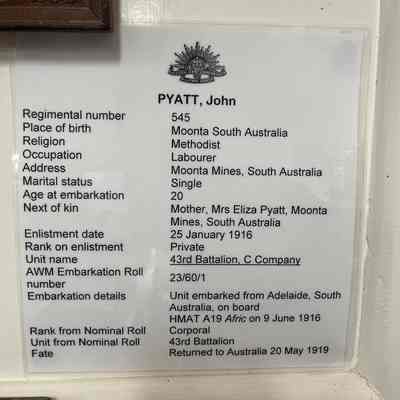 PYATT, John
Regimental number 545
Place of birth Moonta South Australia
Religion Methodist
Occupation Labourer
Address Moonta Mines, South Australia
Marital status Single
Age at embarkation 20
Next of kin Mother, Mrs Eliza Pyatt, Moonta
Mines, South Australia
Enlistment date 25 January 1916
Rank on enlistment Private
Unit name 43rd Battalion, C Company
AWM Embarkation Roll
number 23/60/1
Embarkation details Unit embarked from Adelaide, South
Australia, on board
HMAT A19 Afric on 9 June 1916
Rank from Nominal Roll Corporal
Unit from Nominal Roll 43rd Battalion
Fate Returned to Australia 20 May 1919